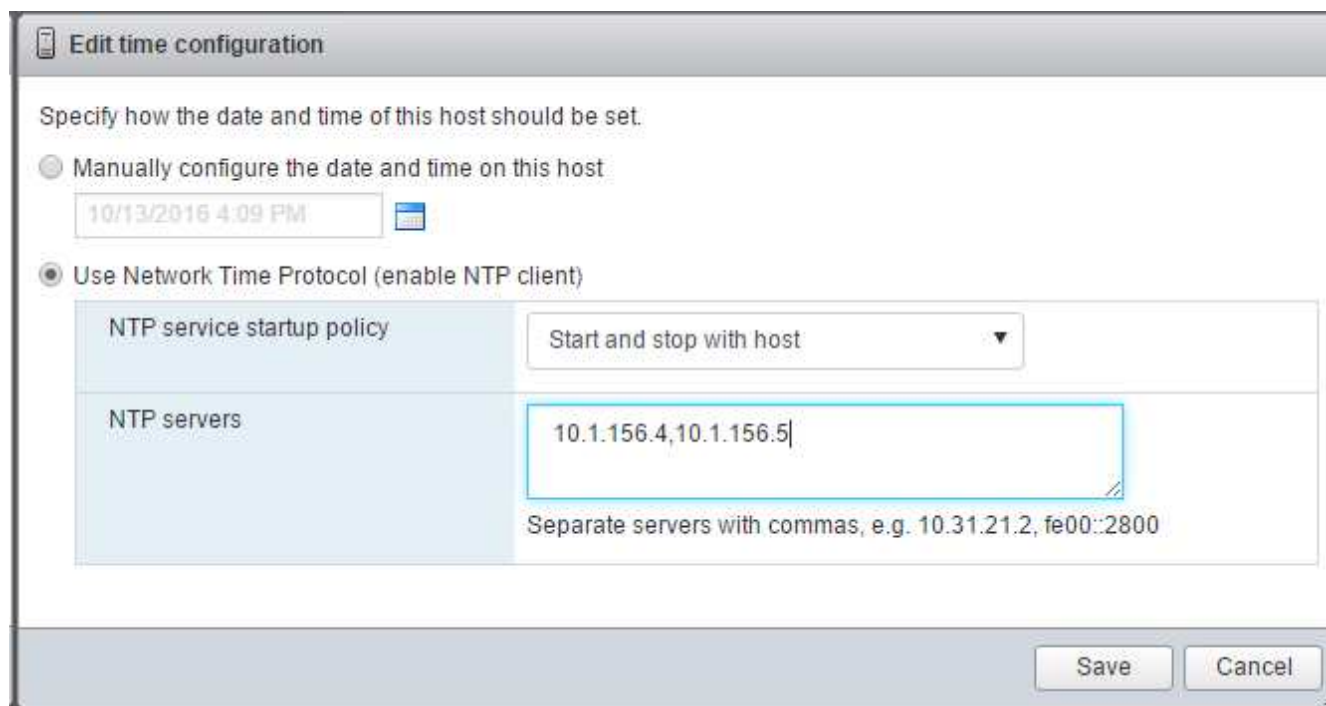 Edit time configuration
Specify how the date and time of this host should be set.
Manually configure the date and time on this host
10/13/2016 4:09 PM
Use Network Time Protocol (enable NTP client)
NTP service startup policy
Start and stop with host
NTP servers
10.1.156.4,10.1.156.5
Separate servers with commas, e.g. 10.31.21.2, fe00::2800
Save
Cancel